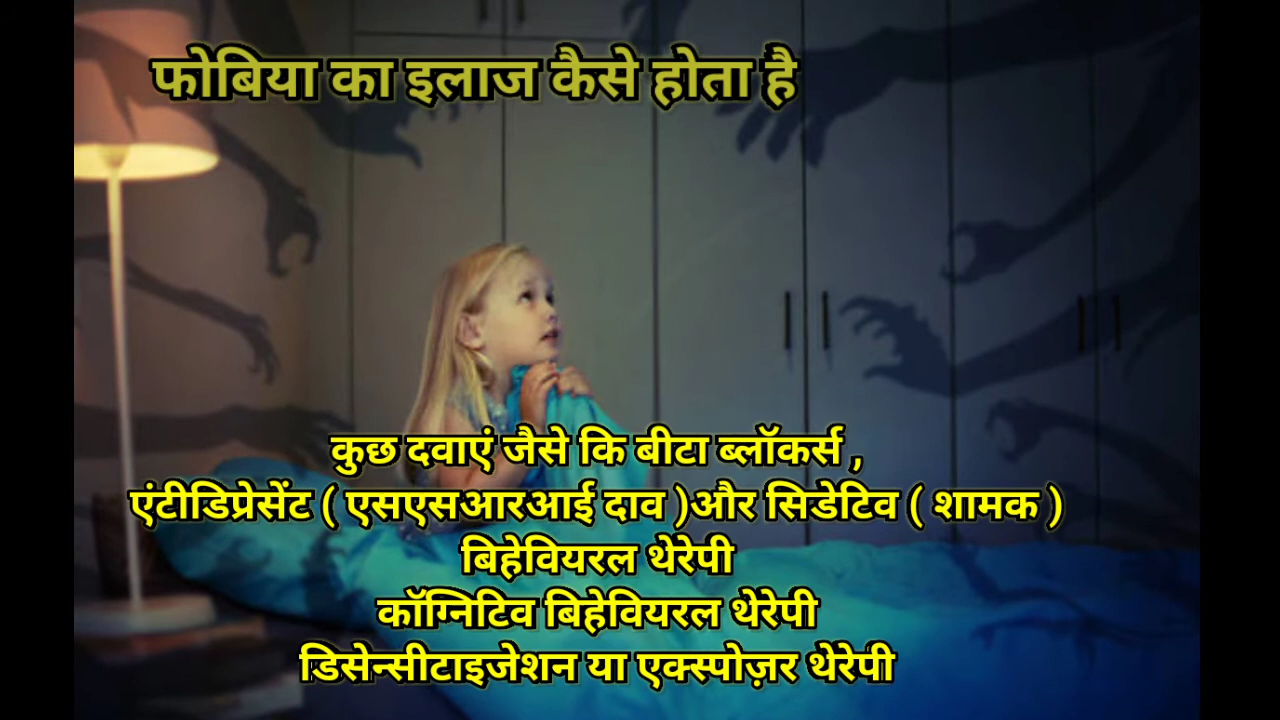 फोबिया का इलाज कैसे होता है
कुछ दवाएं जैसे कि बीटा ब्लॉकर्स ,
एंटीडिप्रेसेंट ( एसएसआरआई दाव )और सिडेटिव ( शामक )
बिहेवियरल थेरेपी
कॉग्निटिव बिहेवियरल थेरेपी
डिसेन्सीटाइजेशन या एक्स्पोज़र थेरेपी